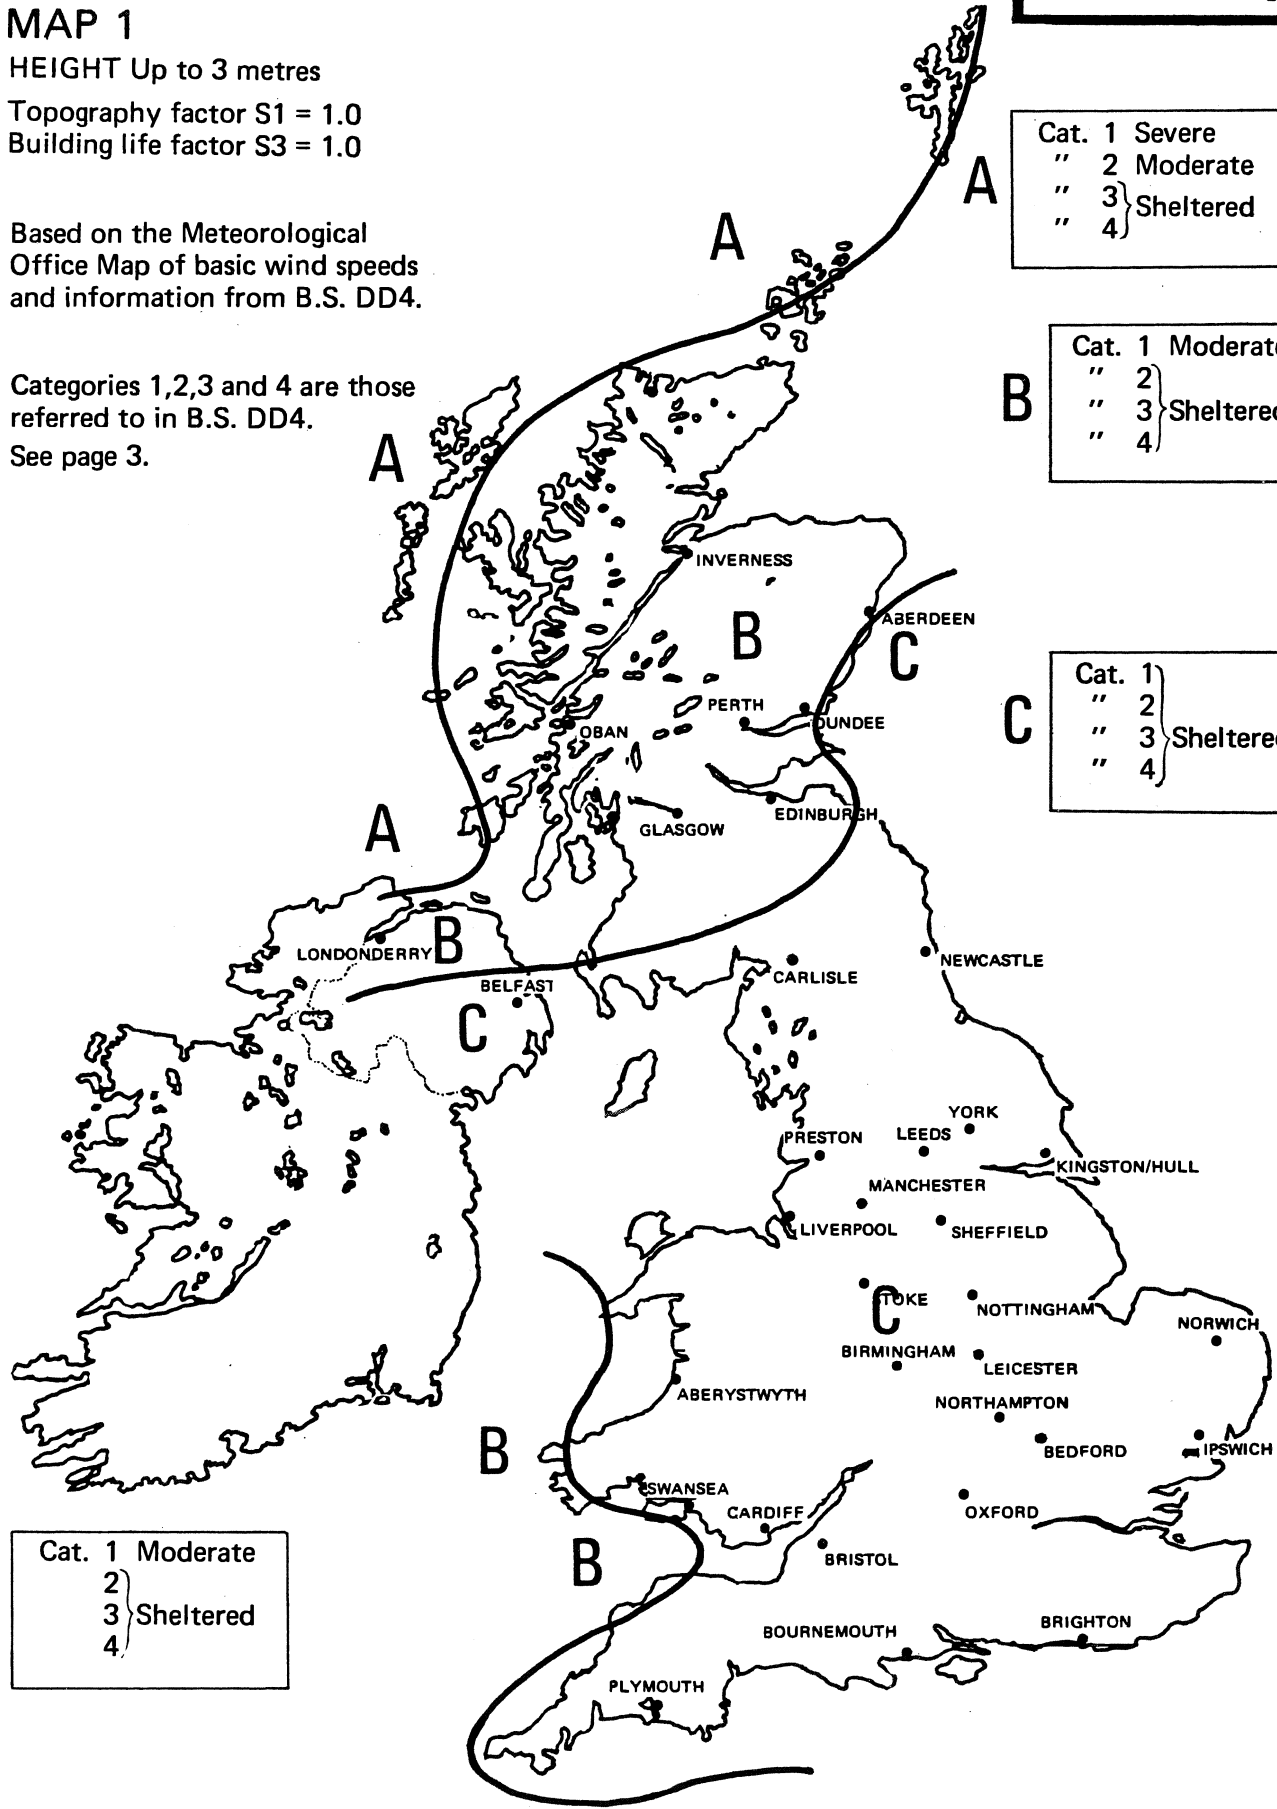 MAP 1
HEIGHT Up to 3 metres
Topography factor S1 = 1.0
Building life factor S3 = 1.0
Based on the Meteorological
Office Map of basic wind speeds
and information from B.S. DD4.
Categories 1,2,3 and 4 are those
referred to in B.S. DD4.
See page 3.
A
Cat. 1 Severe
" 2 Moderate
" 3 Sheltered
" 4
A
B
Cat. 1 Moderate
" 2
" 3 Sheltered
" 4
A
INVERNESS
B
ABERDEEN
C
C
Cat. 1
" 2
" 3 Sheltered
" 4
PERTH
DUNDEE
OBAN
A
GLASGOW
EDINBURGH
LONDONDERRY
B
NEWCASTLE
CARLISLE
BELFAST
C
YORK
LEEDS
PRESTON
KINGSTON/HULL
MANCHESTER
LIVERPOOL
SHEFFIELD
STOKE
C
NOTTINGHAM
NORWICH
BIRMINGHAM
LEICESTER
ABERYSTWYTH
NORTHAMPTON
B
BEDFORD
IPSWICH
SWANSEA
CARDIFF
OXFORD
B
BRISTOL
Cat. 1 Moderate
2
3 Sheltered
4
BRIGHTON
BOURNEMOUTH
PLYMOUTH